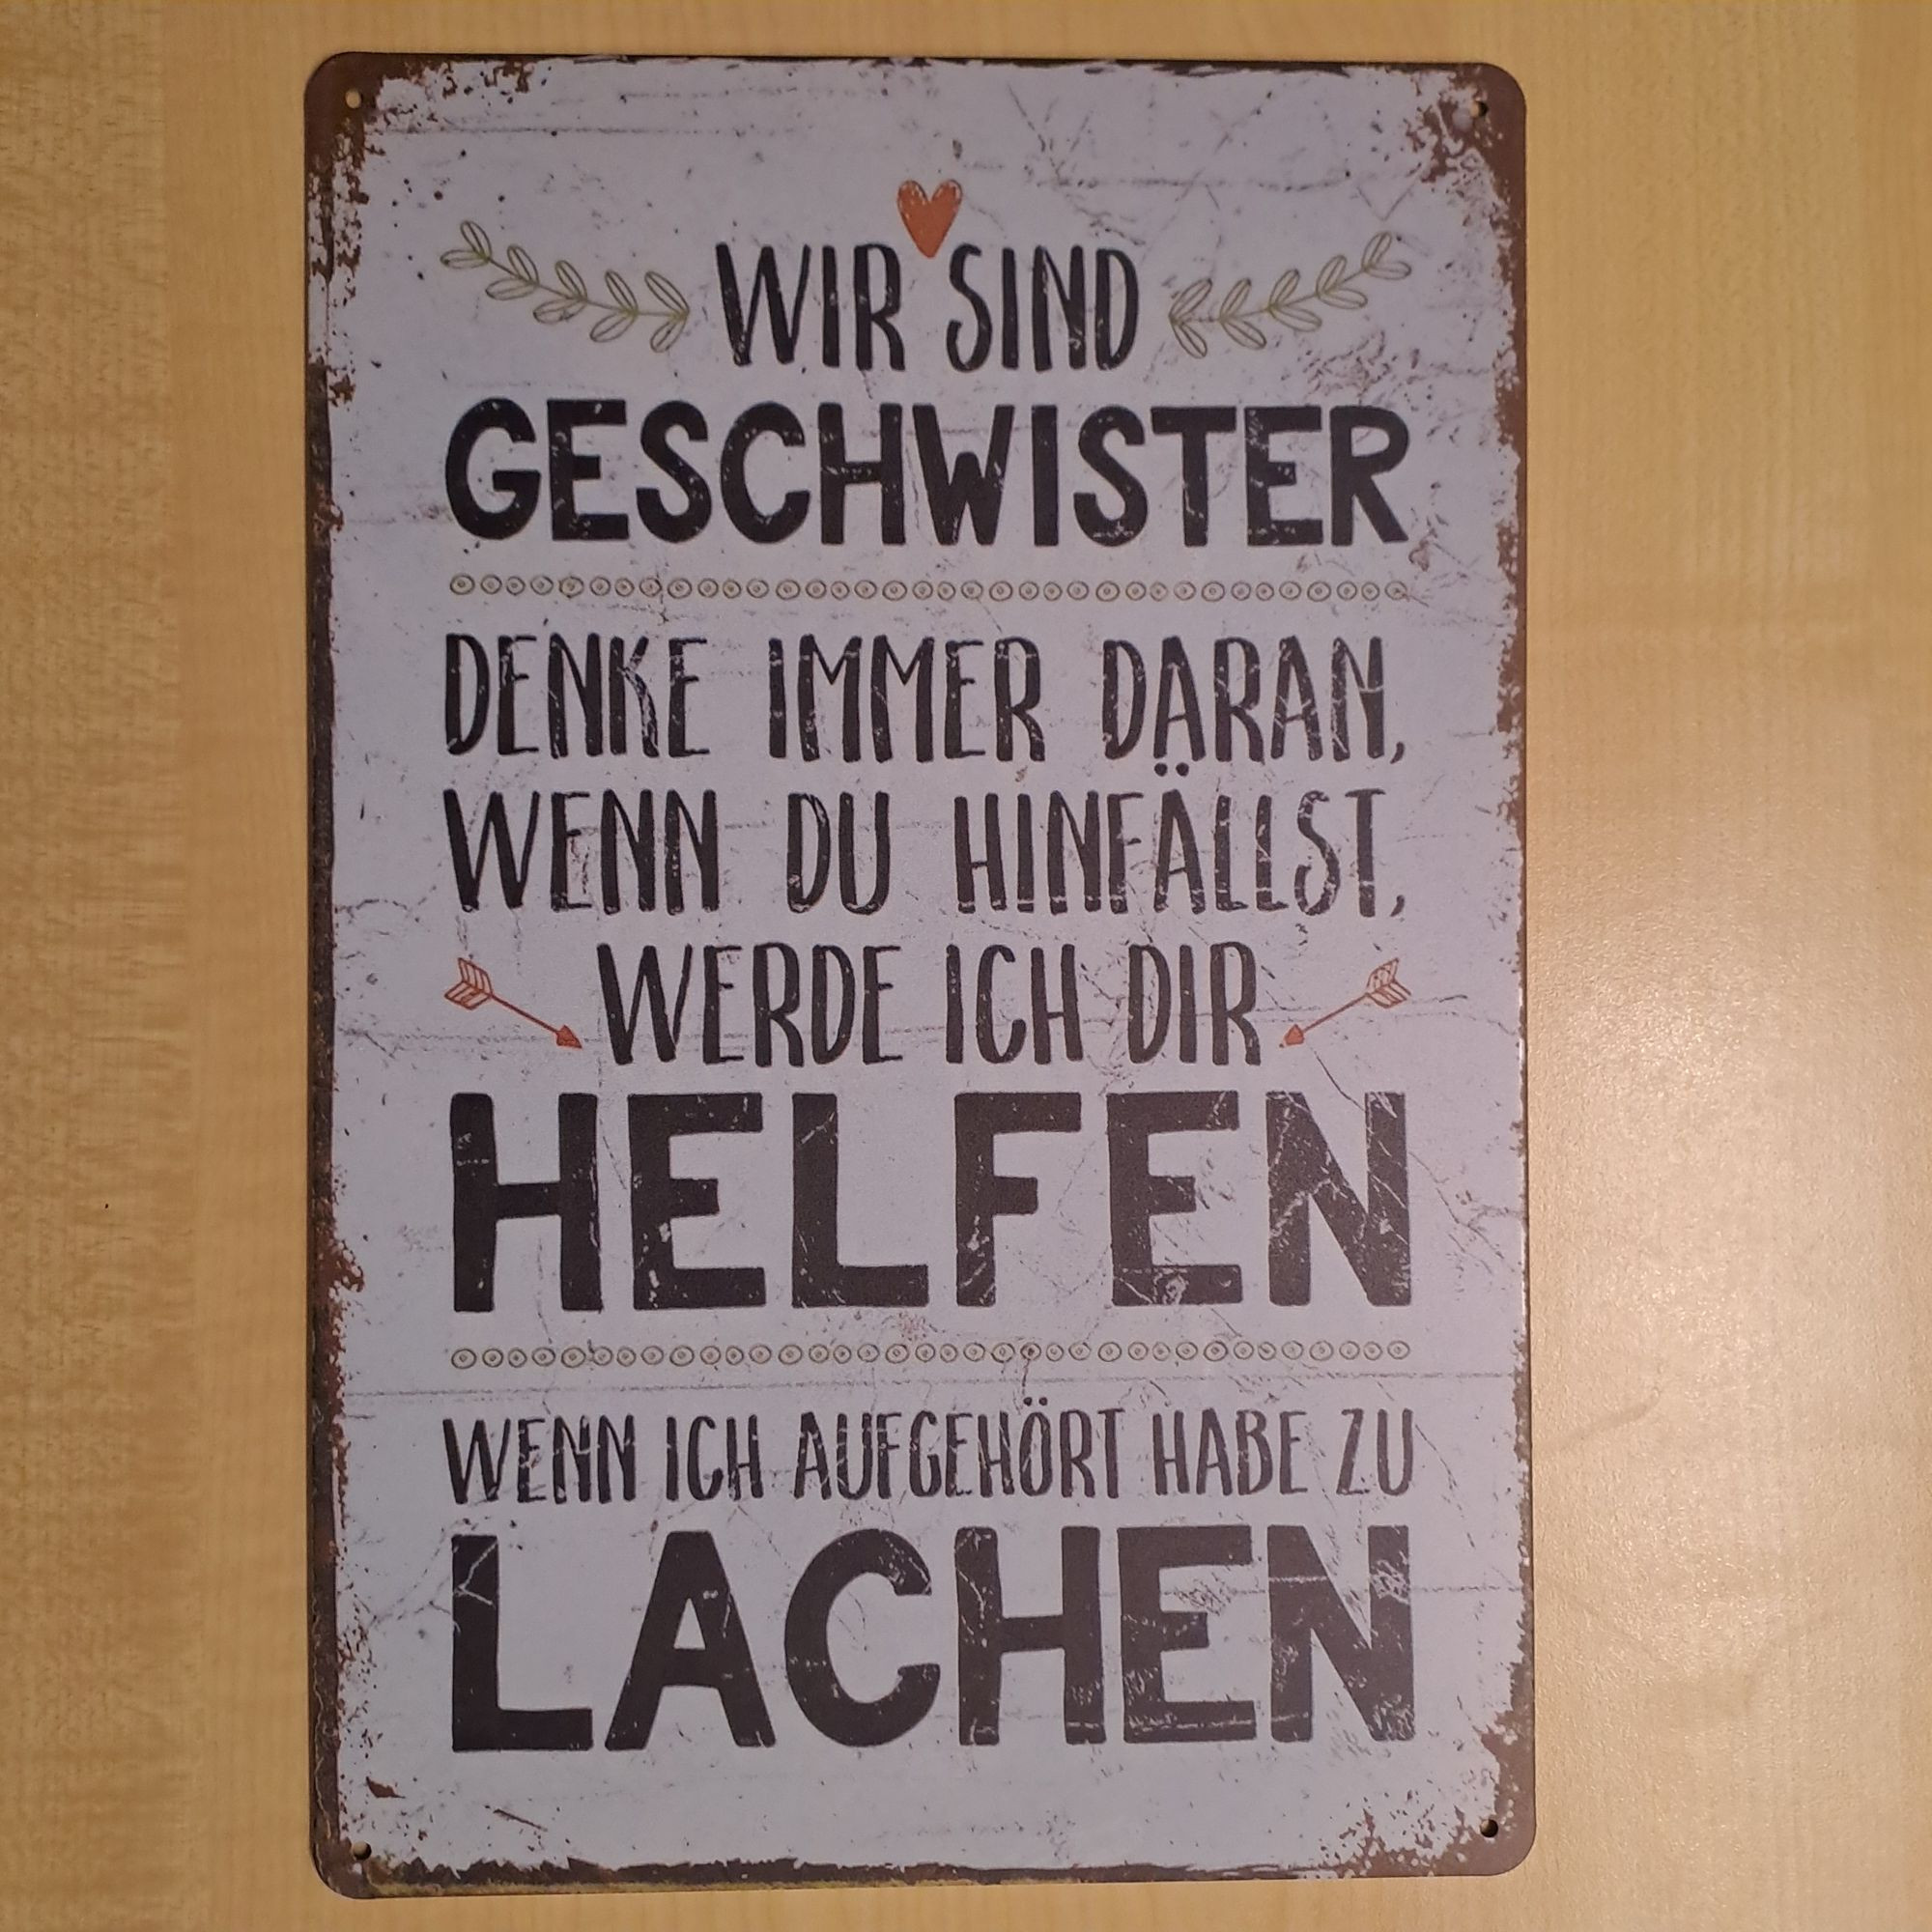 WIR SIND
GESCHWISTER
DENKE IMMER DARAN,
WENN DU HINFÄLLST,
WERDE ICH DIR
HELFEN
WENN ICH AUFGEHÖRT HABE ZU
LACHEN